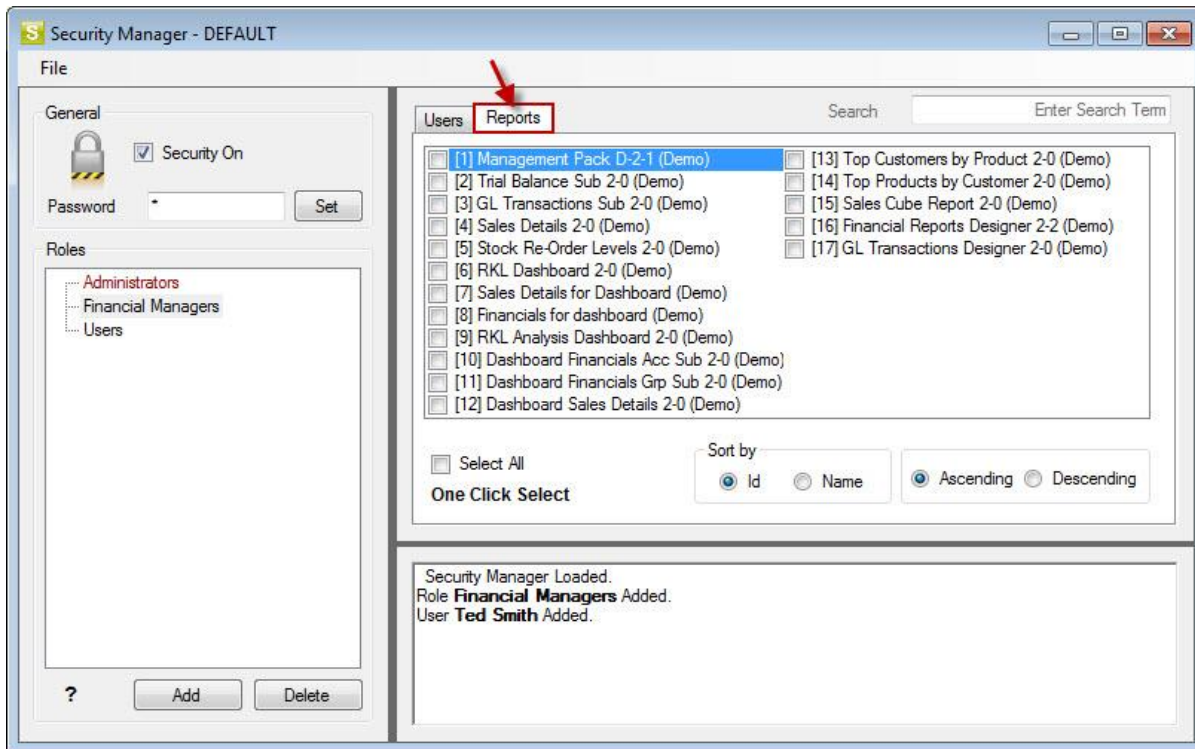 S Security Manager - DEFAULT
File
General
Security On
Password * Set
Roles
Administrators
Financial Managers
Users
? Add Delete
Users Reports Search Enter Search Term
[1] Management Pack D-2-1 (Demo)
[2] Trial Balance Sub 2-0 (Demo)
[3] GL Transactions Sub 2-0 (Demo)
[4] Sales Details 2-0 (Demo)
[5] Stock Re-Order Levels 2-0 (Demo)
[6] RKL Dashboard 2-0 (Demo)
[7] Sales Details for Dashboard (Demo)
[8] Financials for dashboard (Demo)
[9] RKL Analysis Dashboard 2-0 (Demo)
[10] Dashboard Financials Acc Sub 2-0 (Demo)
[11] Dashboard Financials Grp Sub 2-0 (Demo)
[12] Dashboard Sales Details 2-0 (Demo)
[13] Top Customers by Product 2-0 (Demo)
[14] Top Products by Customer 2-0 (Demo)
[15] Sales Cube Report 2-0 (Demo)
[16] Financial Reports Designer 2-2 (Demo)
[17] GL Transactions Designer 2-0 (Demo)
Select All
One Click Select
Sort by
Id Name Ascending Descending
Security Manager Loaded.
Role Financial Managers Added.
User Ted Smith Added.